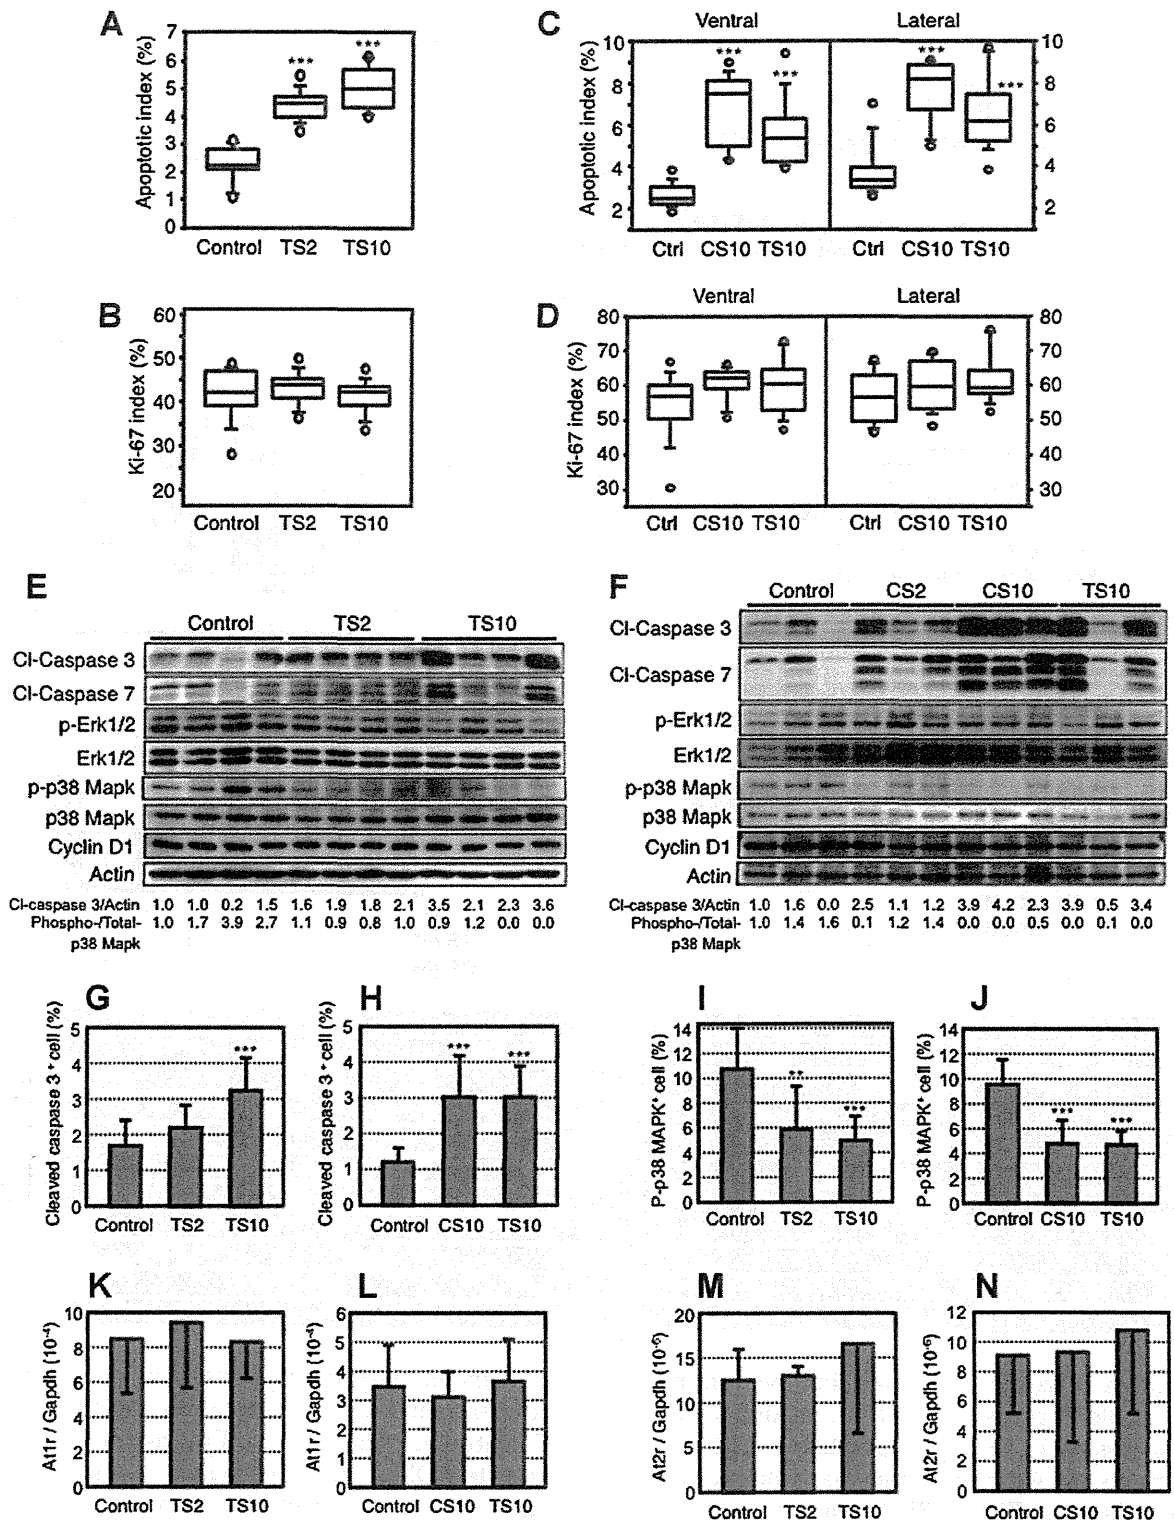 A
Apoptotic index (%)
7
6
5
4
3
2
1
0
***
***
Control TS2 TS10
C
Ventral Lateral
Apoptotic index (%)
10
8
6
4
2
***
***
***
***
10
8
6
4
2
Ctrl CS10 TS10 Ctrl CS10 TS10
B
Ki-67 index (%)
60
50
40
30
20
Control TS2 TS10
D
Ventral Lateral
Ki-67 index (%)
80
70
60
50
40
30
80
70
60
50
40
30
Ctrl CS10 TS10 Ctrl CS10 TS10
E
Control TS2 TS10
Cl-Caspase 3
Cl-Caspase 7
p-Erk1/2
Erk1/2
p-p38 Mapk
p38 Mapk
Cyclin D1
Actin
Cl-caspase 3/Actin 1.0 1.0 0.2 1.5 1.6 1.9 1.8 2.1 3.5 2.1 2.3 3.6
Phospho-/Total- 1.0 1.7 3.9 2.7 1.1 0.9 0.8 1.0 0.9 1.2 0.0 0.0
p38 Mapk
F
Control CS2 CS10 TS10
Cl-Caspase 3
Cl-Caspase 7
p-Erk1/2
Erk1/2
p-p38 Mapk
p38 Mapk
Cyclin D1
Actin
Cl-caspase 3/Actin 1.0 1.6 0.0 2.5 1.1 1.2 3.9 4.2 2.3 3.9 0.5 3.4
Phospho-/Total- 1.0 1.4 1.6 0.1 1.2 1.4 0.0 0.0 0.5 0.0 0.1 0.0
p38 Mapk
G
Cleaved caspase 3 + cell (%)
5
4
3
2
1
0
***
Control TS2 TS10
H
Cleaved caspase 3 + cell (%)
5
4
3
2
1
0
***
***
Control CS10 TS10
I
P-p38 MAPK+ cell (%)
14
12
10
8
6
4
2
0
**
***
Control TS2 TS10
J
P-p38 MAPK+ cell (%)
14
12
10
8
6
4
2
0
***
***
Control CS10 TS10
K
At1r / Gapdh (10-4)
10
8
6
4
2
0
Control TS2 TS10
L
At1r / Gapdh (10-4)
6
5
4
3
2
1
0
Control CS10 TS10
M
At2r / Gapdh (10-6)
20
15
10
5
0
Control TS2 TS10
N
At2r / Gapdh (10-6)
12
10
8
6
4
2
0
Control CS10 TS10